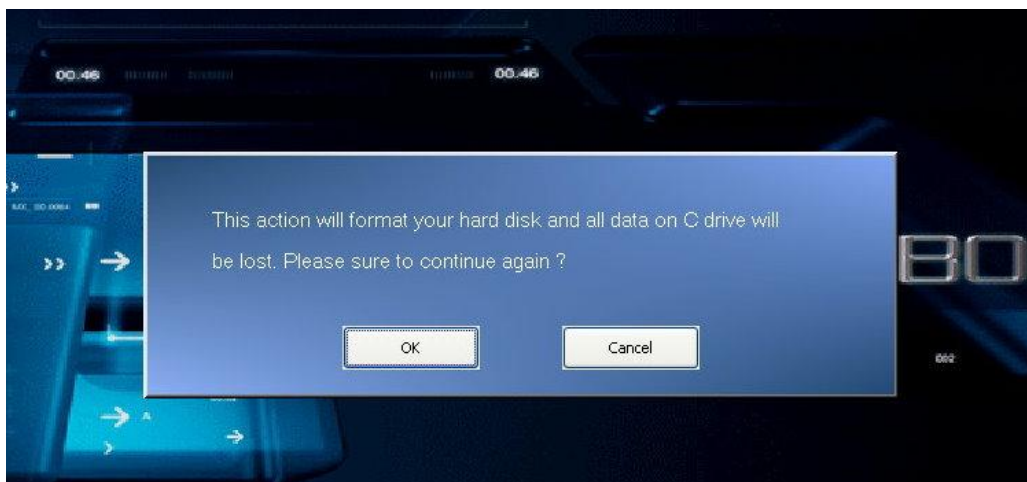 00.46 00.46
This action will format your hard disk and all data on C drive will
be lost. Please sure to continue again ?
BO
OK Cancel
A